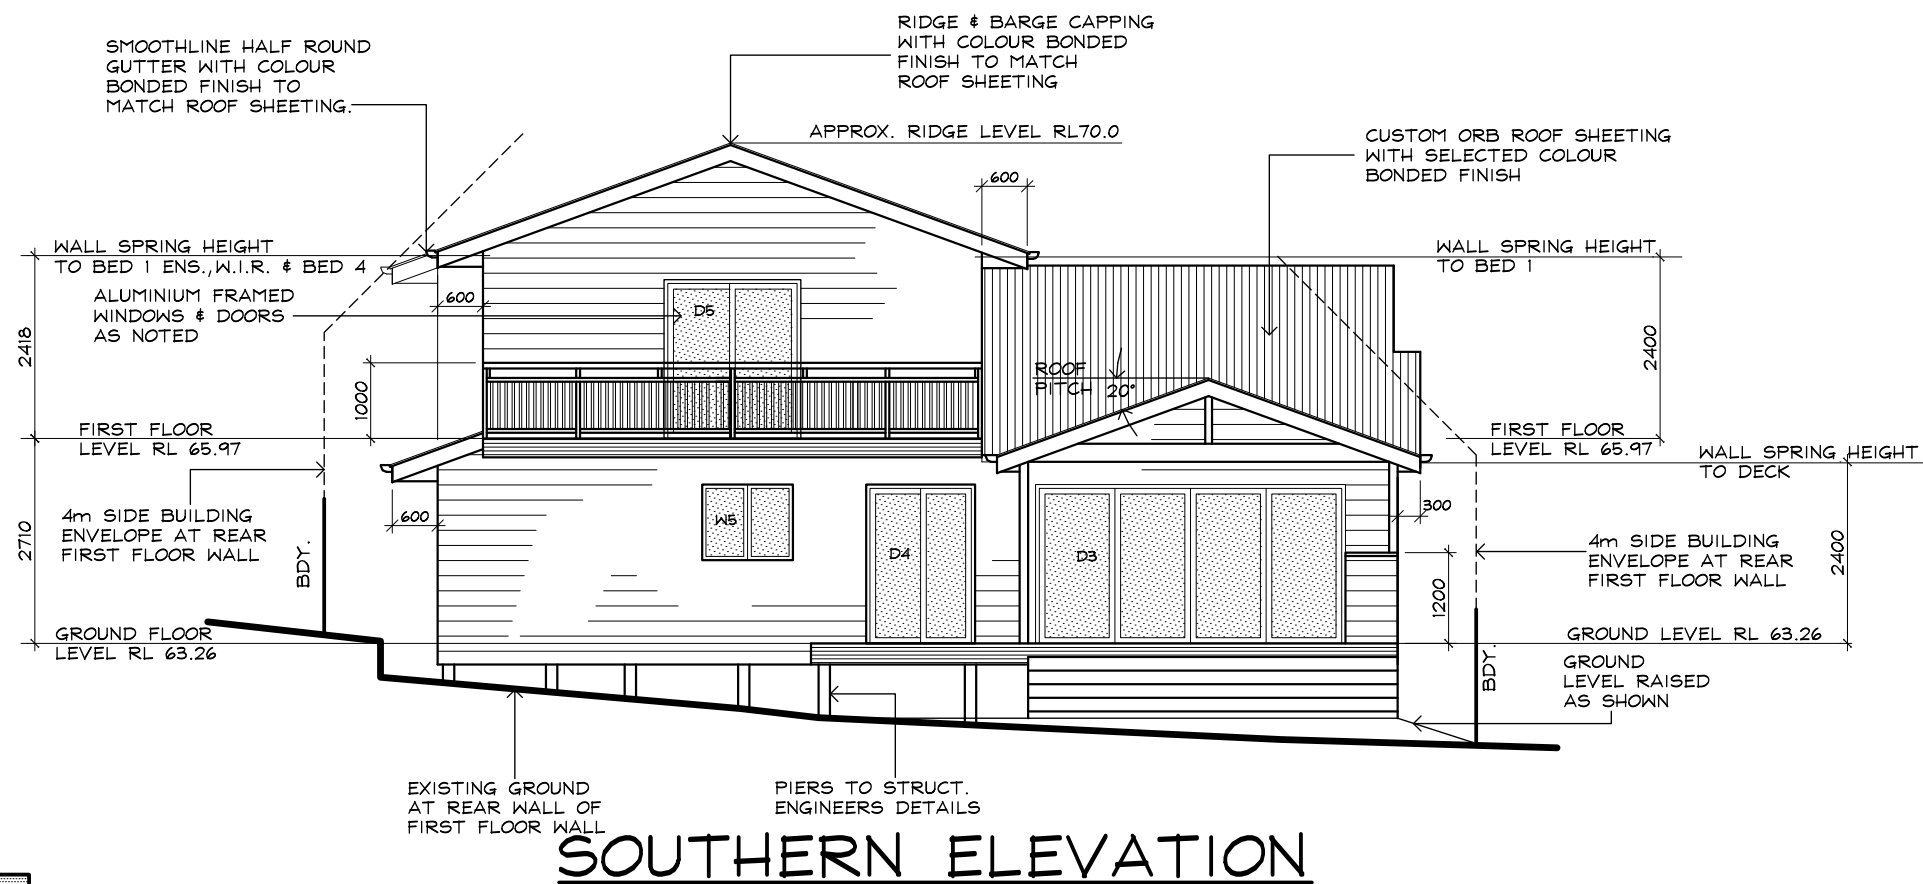 SMOOTHLINE HALF ROUND
GUTTER WITH COLOUR
BONDED FINISH TO
MATCH ROOF SHEETING.
RIDGE & BARGE CAPPING
WITH COLOUR BONDED
FINISH TO MATCH
ROOF SHEETING
APPROX. RIDGE LEVEL RL70.0
CUSTOM ORB ROOF SHEETING
WITH SELECTED COLOUR
BONDED FINISH
600
WALL SPRING HEIGHT
TO BED 1 ENS.,W.I.R. & BED 4
WALL SPRING HEIGHT
TO BED 1
ALUMINIUM FRAMED
WINDOWS & DOORS
AS NOTED
600
D5
2418
2400
1000
ROOF
PITCH 20°
FIRST FLOOR
LEVEL RL 65.97
FIRST FLOOR
LEVEL RL 65.97
WALL SPRING HEIGHT
TO DECK
4m SIDE BUILDING
ENVELOPE AT REAR
FIRST FLOOR WALL
600
300
W5
D4
D3
2710
BDY.
4m SIDE BUILDING
ENVELOPE AT REAR
FIRST FLOOR WALL
2400
1200
GROUND FLOOR
LEVEL RL 63.26
GROUND LEVEL RL 63.26
BDY.
GROUND
LEVEL RAISED
AS SHOWN
EXISTING GROUND
AT REAR WALL OF
FIRST FLOOR WALL
PIERS TO STRUCT.
ENGINEERS DETAILS
SOUTHERN ELEVATION